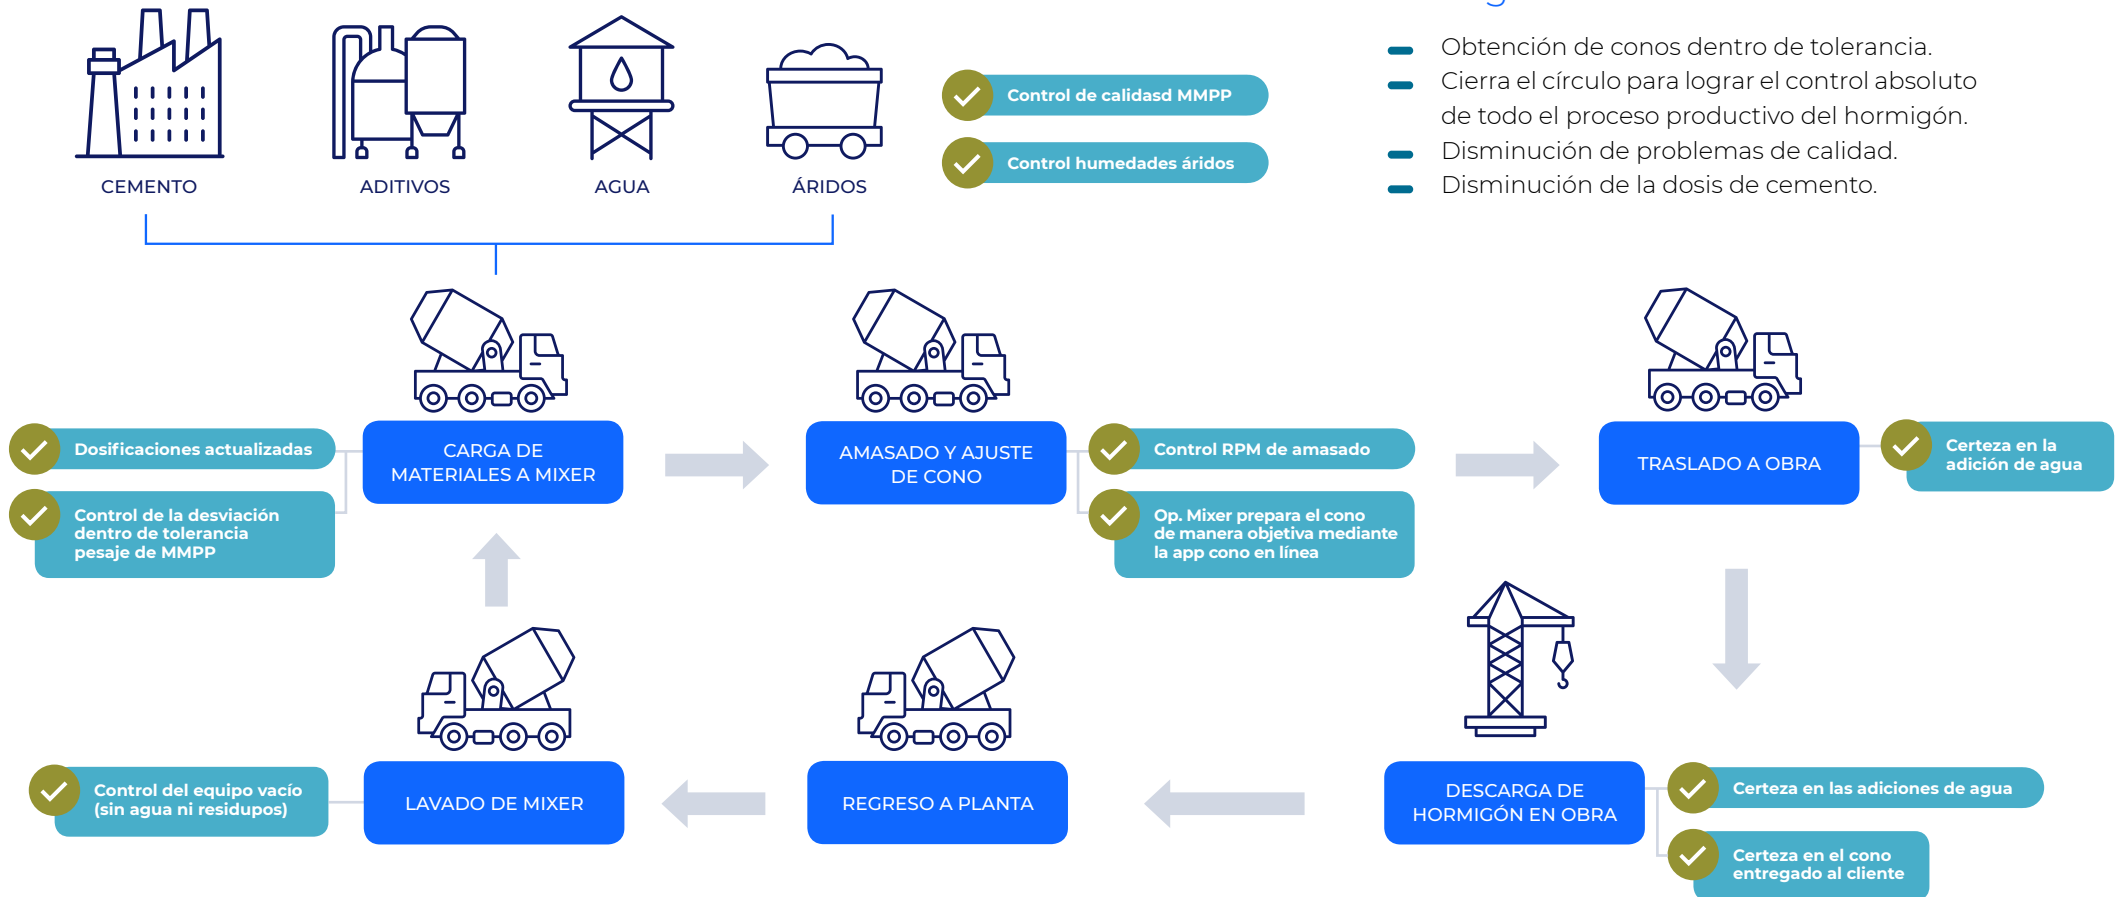 Obtención de conos dentro de tolerancia.
Cierra el círculo para lograr el control absoluto
de todo el proceso productivo del hormigón.
Disminución de problemas de calidad.
Disminución de la dosis de cemento.
CEMENTO
ADITIVOS
AGUA
ÁRIDOS
Control de calidasd MMPP
Control humedades áridos
Dosificaciones actualizadas
Control de la desviación
dentro de tolerancia
pesaje de MMPP
CARGA DE
MATERIALES A MIXER
AMASADO Y AJUSTE
DE CONO
Control RPM de amasado
Op. Mixer prepara el cono
de manera objetiva mediante
la app cono en línea
TRASLADO A OBRA
Certeza en la
adición de agua
Control del equipo vacío
(sin agua ni residupos)
LAVADO DE MIXER
REGRESO A PLANTA
DESCARGA DE
HORMIGÓN EN OBRA
Certeza en las adiciones de agua
Certeza en el cono
entregado al cliente